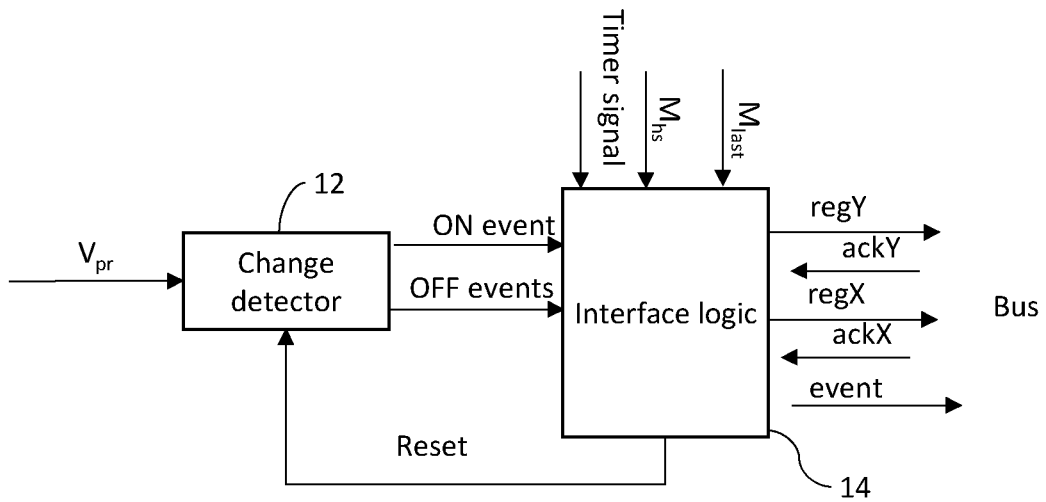 Timer signal
Mhs
Mlast
12
Vpr
Change
detector
ON event
OFF events
Interface logic
regY
ackY
regX
ackX
event
Bus
Reset
14